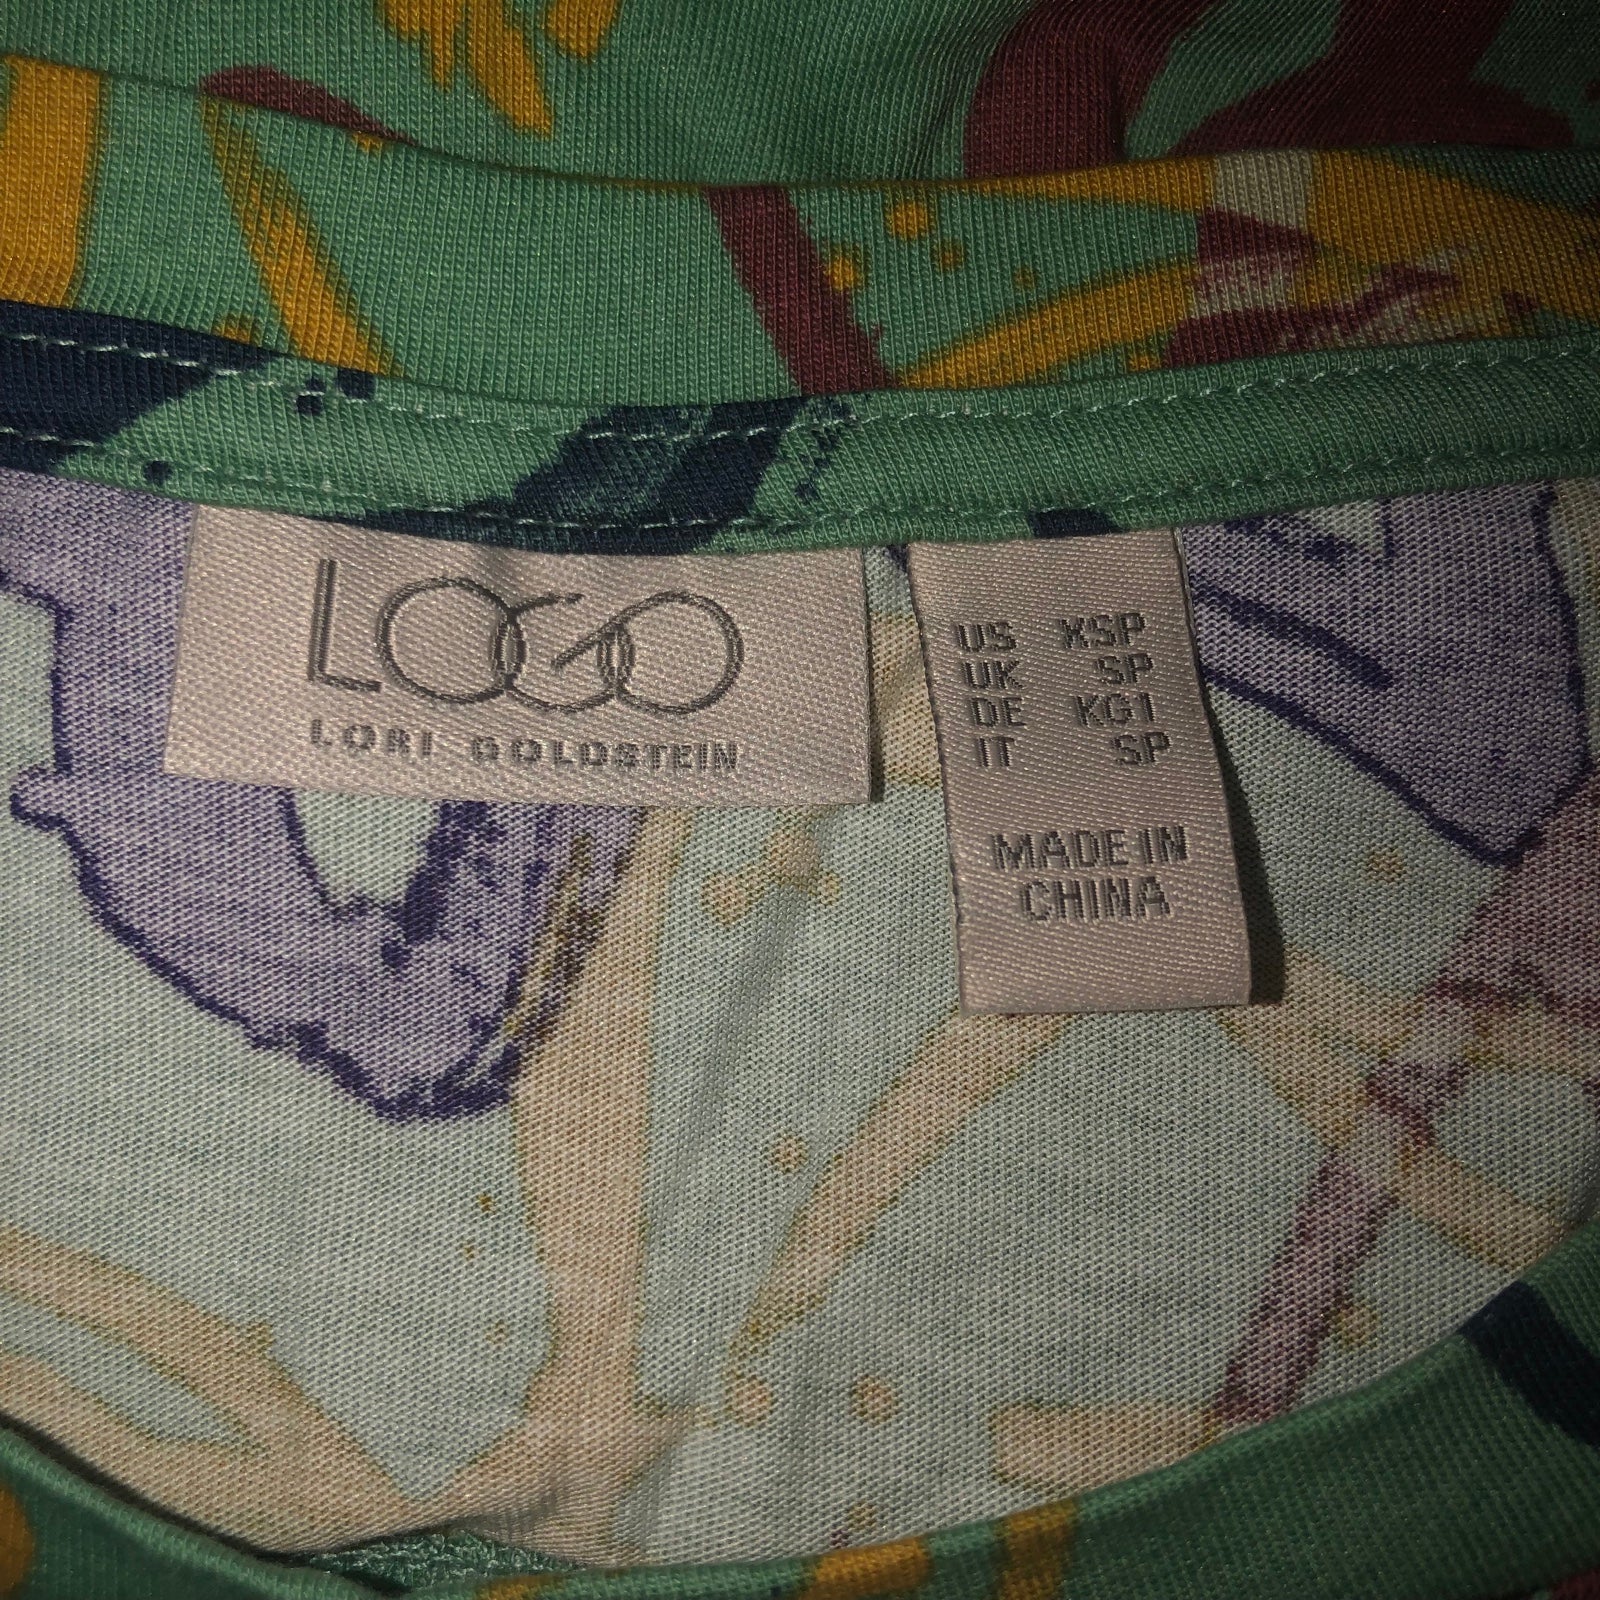 LOGO
LORI GOLDSTEIN
US XSP
UK SP
DE KG1
IT SP
MADE IN
CHINA